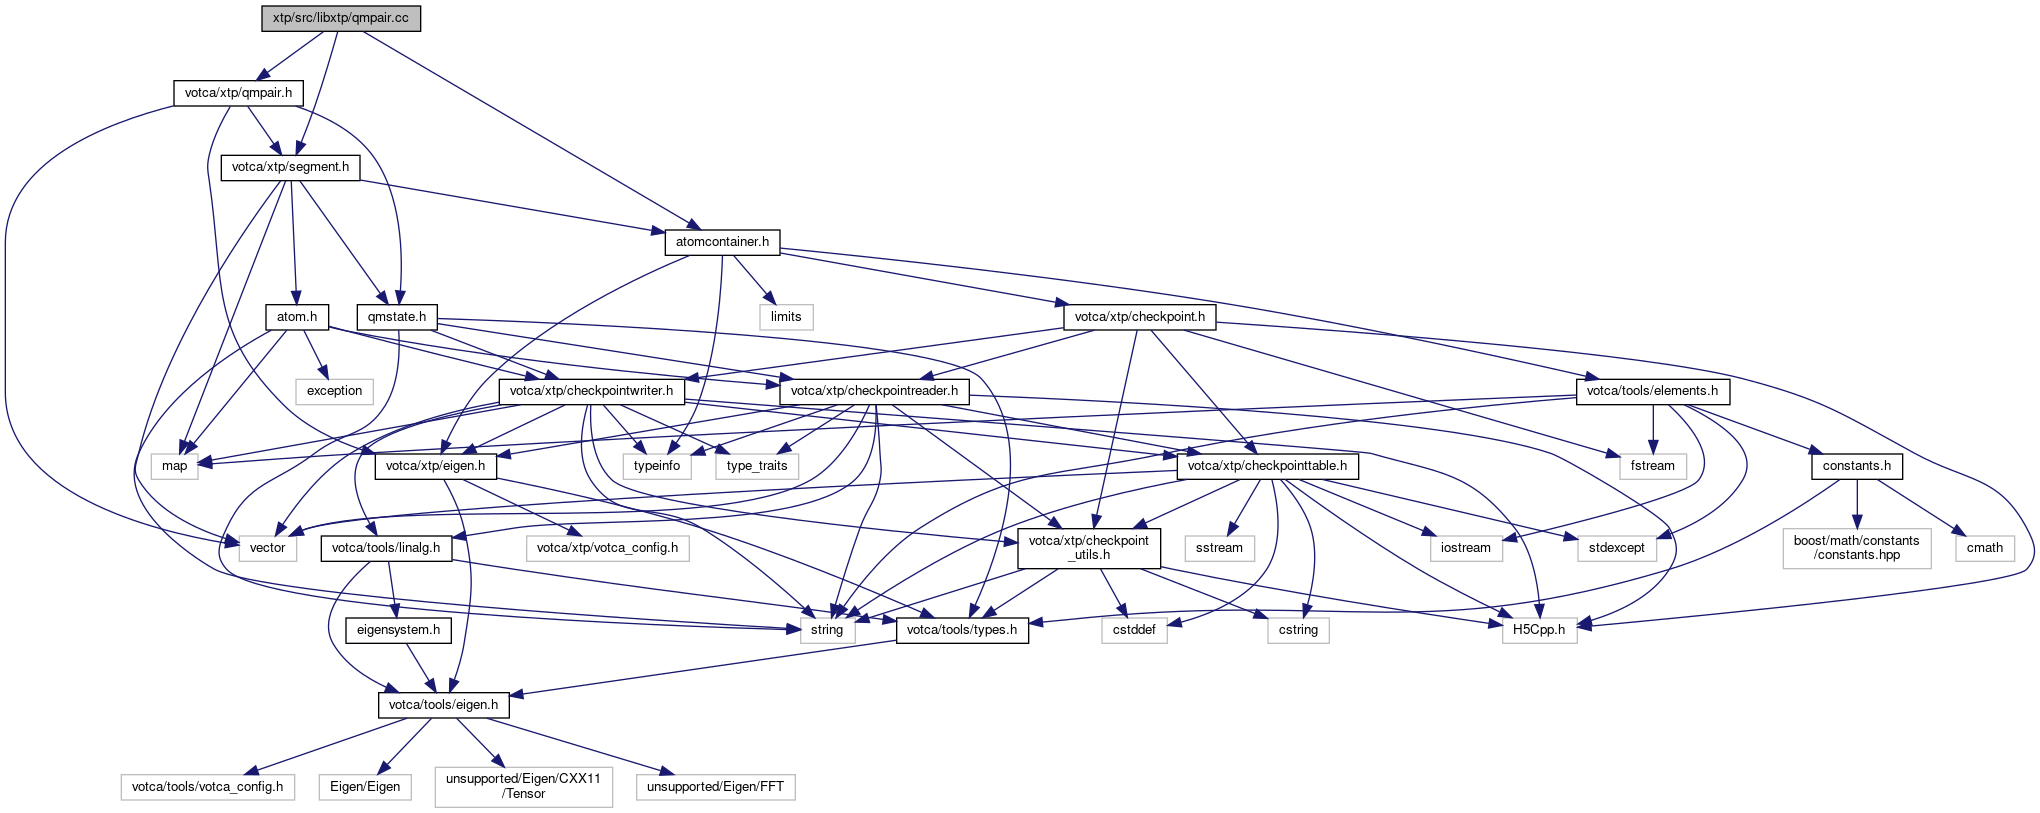 xtp/src/libxtp/qmpair.cc
votca/xtp/qmpair.h
votca/xtp/segment.h
atomcontainer.h
atom.h
qmstate.h
limits
votca/xtp/checkpoint.h
exception
votca/xtp/checkpointwriter.h
votca/xtp/checkpointreader.h
votca/tools/elements.h
map
votca/xtp/eigen.h
typeinfo
type_traits
votca/xtp/checkpointtable.h
fstream
constants.h
vector
votca/tools/linalg.h
votca/xtp/votca_config.h
votca/xtp/checkpoint
_utils.h
sstream
iostream
stdexcept
boost/math/constants
/constants.hpp
cmath
eigensystem.h
string
votca/tools/types.h
cstddef
cstring
H5Cpp.h
votca/tools/eigen.h
votca/tools/votca_config.h
Eigen/Eigen
unsupported/Eigen/CXX11
/Tensor
unsupported/Eigen/FFT